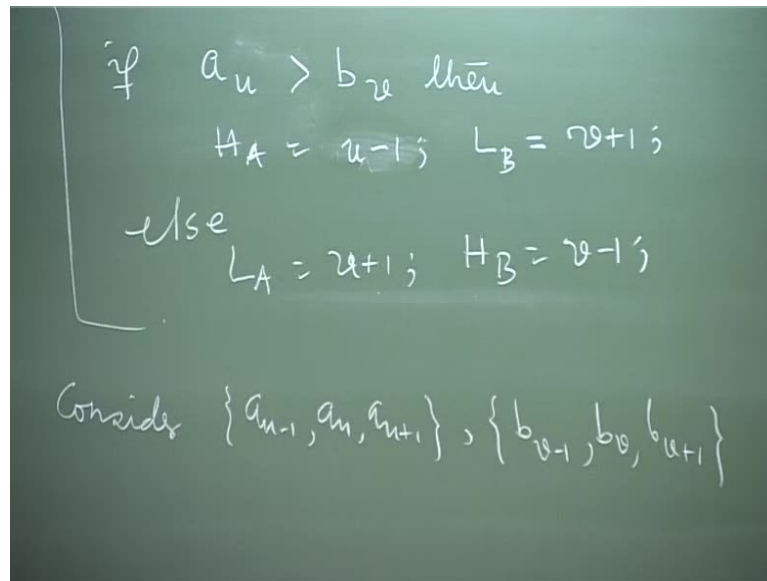 if a_u > b_v then
H_A = u-1; L_B = v+1;
else
L_A = u+1; H_B = v-1;
Consider {a_{u-1}, a_u, a_{u+1}}, {b_{v-1}, b_v, b_{v+1}}